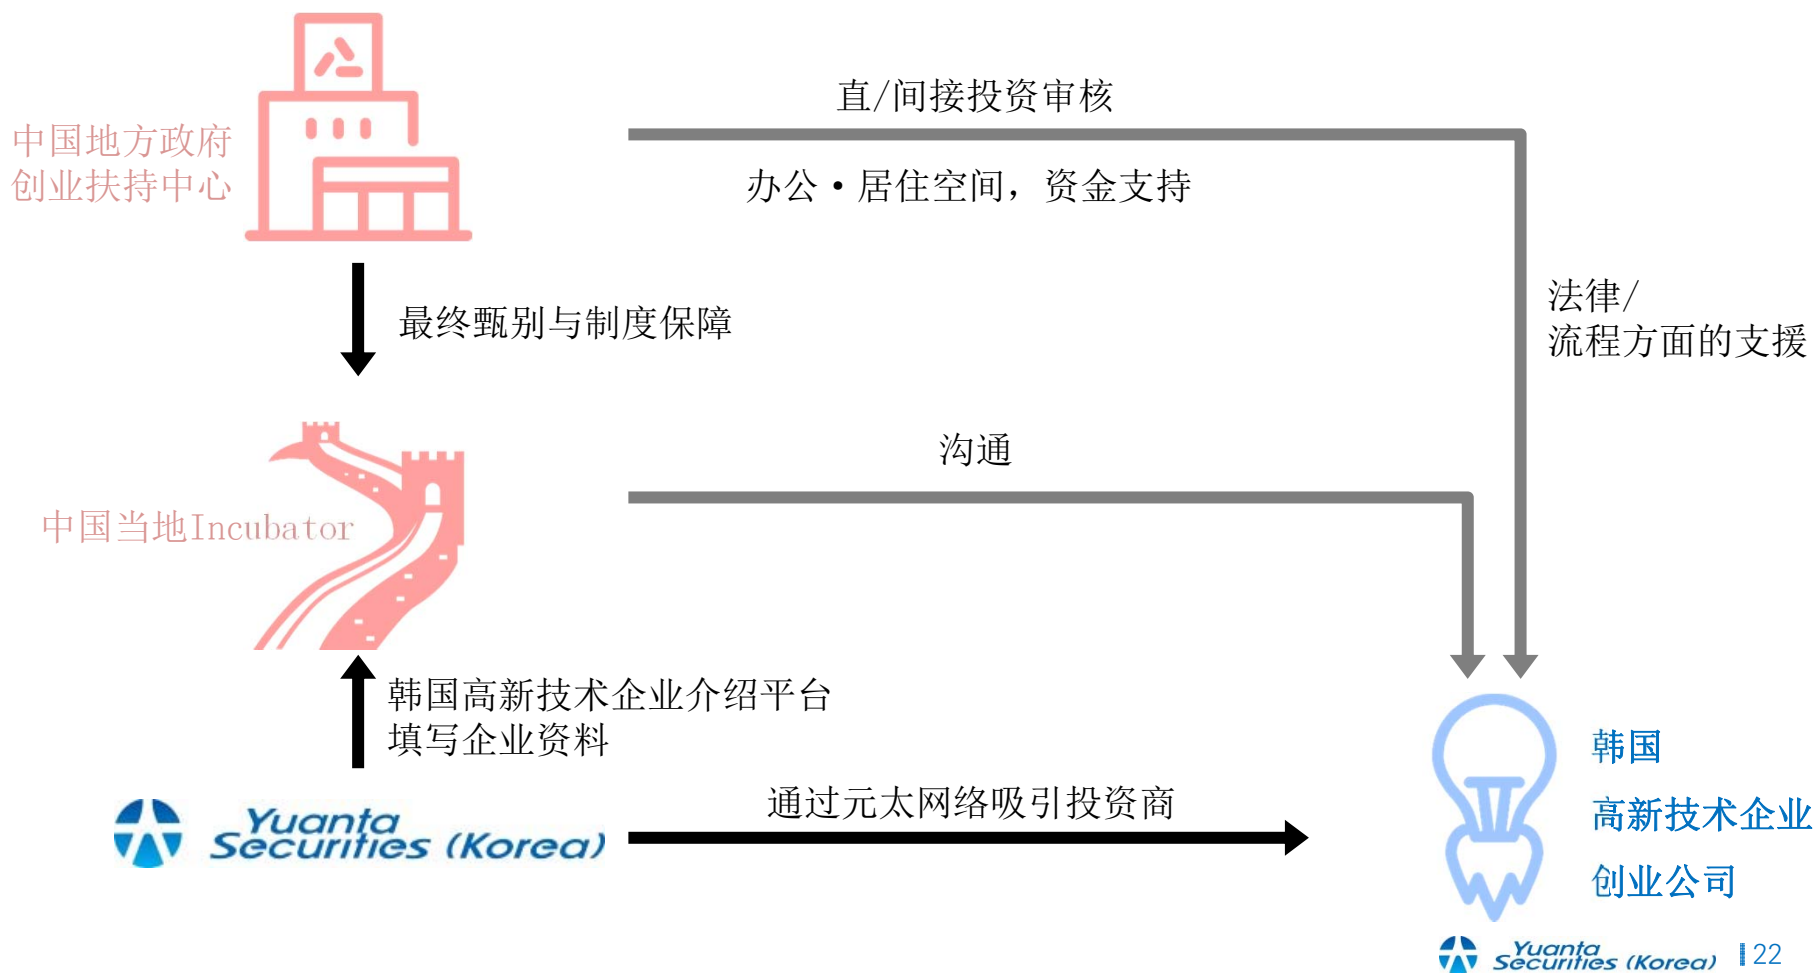 直/间接投资审核
中国地方政府
创业扶持中心
办公·居住空间，资金支持
最终甄别与制度保障
法律/
流程方面的支援
沟通
中国当地Incubator
韩国高新技术企业介绍平台
填写企业资料
Yuanta
Securities (Korea)
通过元太网络吸引投资商
韩国
高新技术企业
创业公司
Yuanta
Securities (Korea)
22